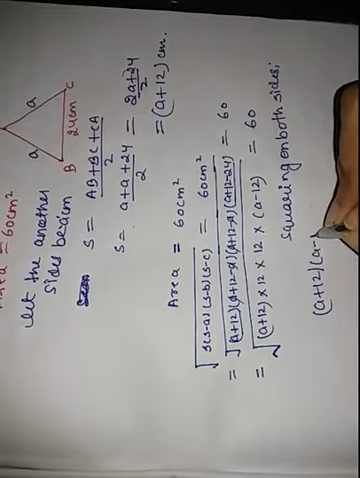 Area = 60cm²
a
a
B
24cm
C
Let the another
sides be a cm
S = AB+BC+CA / 2
S = a+a+24 / 2 = 2a+24 / 2
= (a+12) cm.
Area = 60cm²
√s(s-a)(s-b)(s-c) = 60cm²
= √(a+12)(a+12-a)(a+12-a)(a+12-24) = 60
= √(a+12) x 12 x 12 x (a-12) = 60
squaring on both sides;
(a+12)(a-